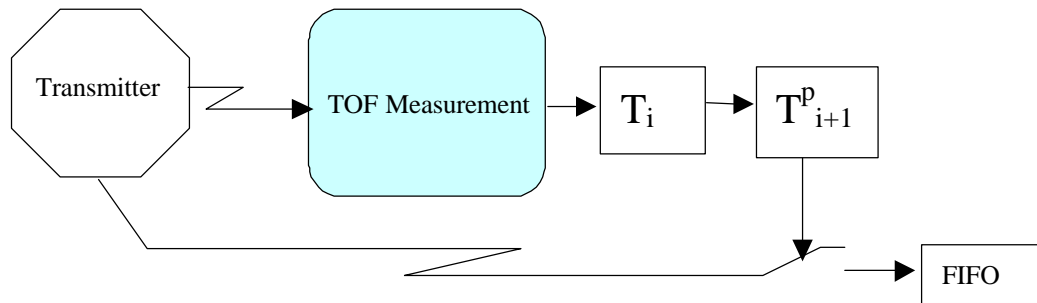 Transmitter
TOF Measurement
Tᵢ
Tᵖᵢ₊₁
FIFO